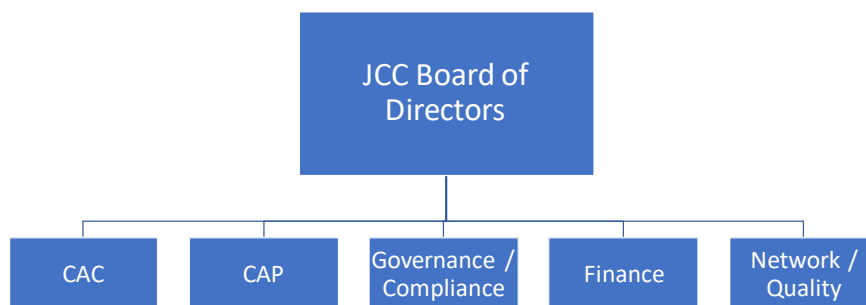 JCC Board of
Directors
CAC
CAP
Governance /
Compliance
Finance
Network /
Quality